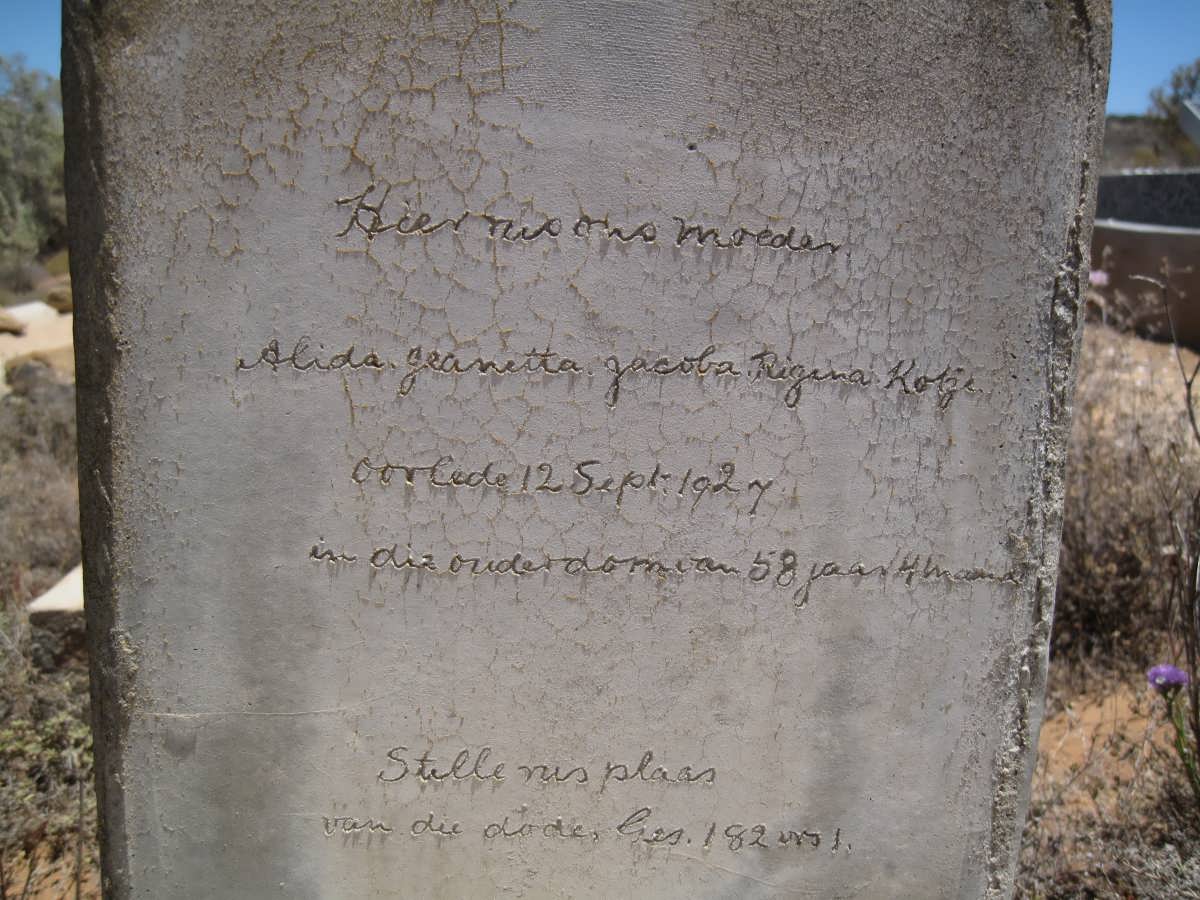 Hier rus ons moeder
Alida Jeanetta Jacoba Regina Kotze
oorlede 12 Sept. 1927
in die ouderdom van 58 jaar 4 maand
Stille rus plaas
van die dode, Ges. 182 vrs 1.